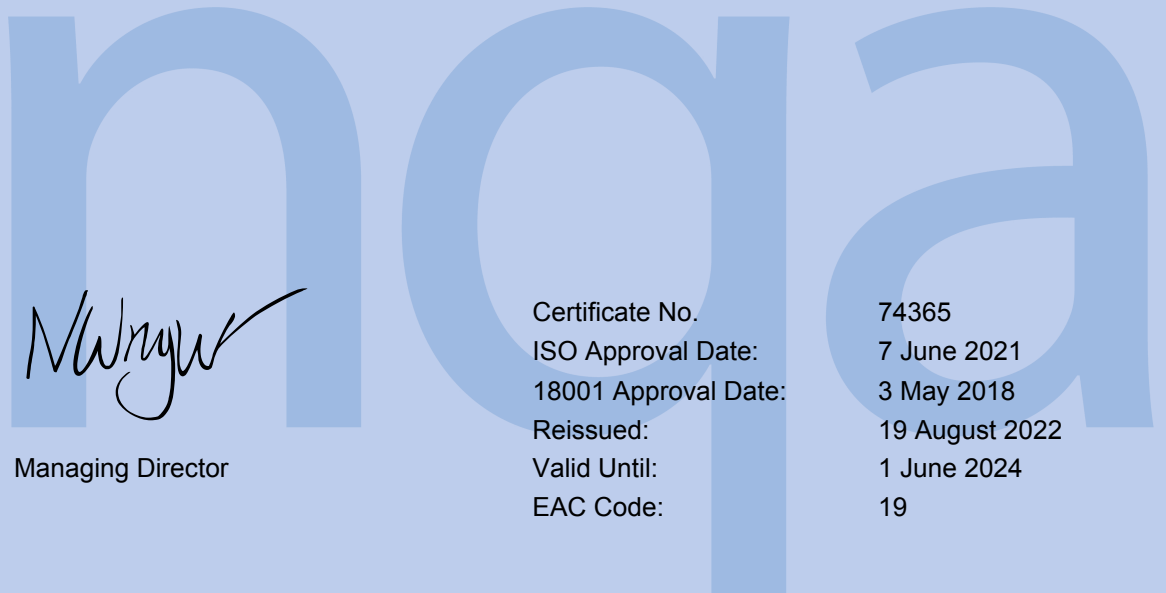 nqa
Certificate No. 74365
ISO Approval Date: 7 June 2021
18001 Approval Date: 3 May 2018
Reissued: 19 August 2022
Managing Director
Valid Until: 1 June 2024
EAC Code: 19